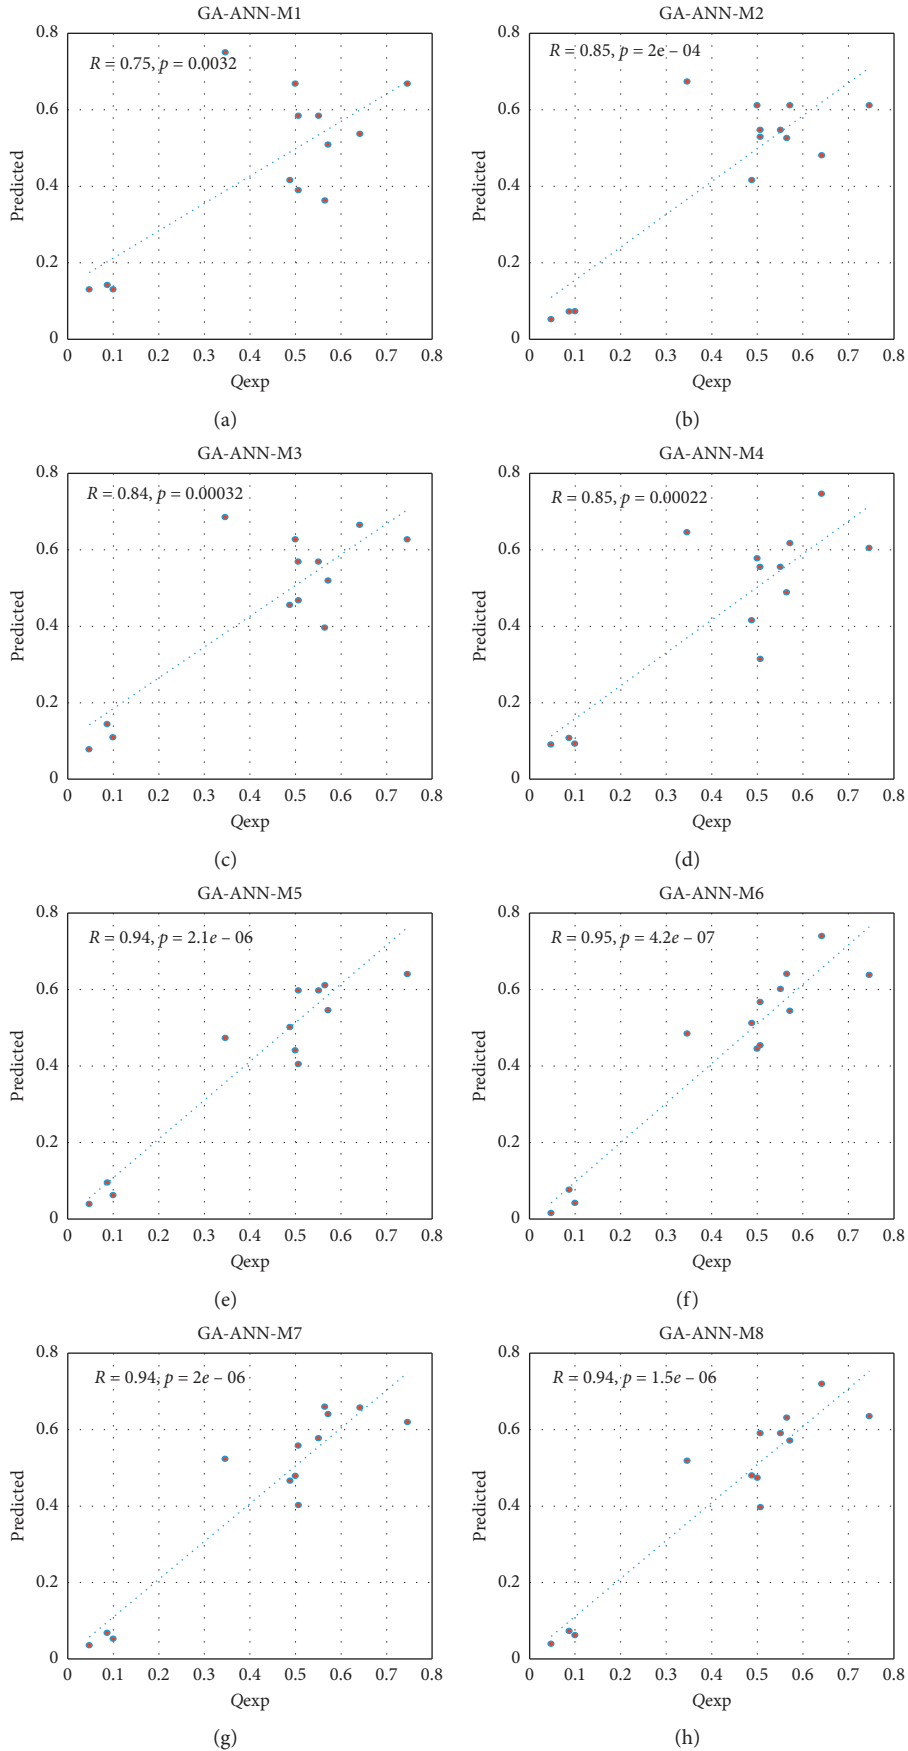 GA-ANN-M1
0.8
R = 0.75, p = 0.0032
0.6
0.4
0.2
0
Predicted
0 0.1 0.2 0.3 0.4 0.5 0.6 0.7 0.8
Qexp
(a)
GA-ANN-M2
0.8
R = 0.85, p = 2e – 04
0.6
0.4
0.2
0
Predicted
0 0.1 0.2 0.3 0.4 0.5 0.6 0.7 0.8
Qexp
(b)
GA-ANN-M3
0.8
R = 0.84, p = 0.00032
0.6
0.4
0.2
0
Predicted
0 0.1 0.2 0.3 0.4 0.5 0.6 0.7 0.8
Qexp
(c)
GA-ANN-M4
0.8
R = 0.85, p = 0.00022
0.6
0.4
0.2
0
Predicted
0 0.1 0.2 0.3 0.4 0.5 0.6 0.7 0.8
Qexp
(d)
GA-ANN-M5
0.8
R = 0.94, p = 2.1e – 06
0.6
0.4
0.2
0
Predicted
0 0.1 0.2 0.3 0.4 0.5 0.6 0.7 0.8
Qexp
(e)
GA-ANN-M6
0.8
R = 0.95, p = 4.2e – 07
0.6
0.4
0.2
0
Predicted
0 0.1 0.2 0.3 0.4 0.5 0.6 0.7 0.8
Qexp
(f)
GA-ANN-M7
0.8
R = 0.94, p = 2e – 06
0.6
0.4
0.2
0
Predicted
0 0.1 0.2 0.3 0.4 0.5 0.6 0.7 0.8
Qexp
(g)
GA-ANN-M8
0.8
R = 0.94, p = 1.5e – 06
0.6
0.4
0.2
0
Predicted
0 0.1 0.2 0.3 0.4 0.5 0.6 0.7 0.8
Qexp
(h)